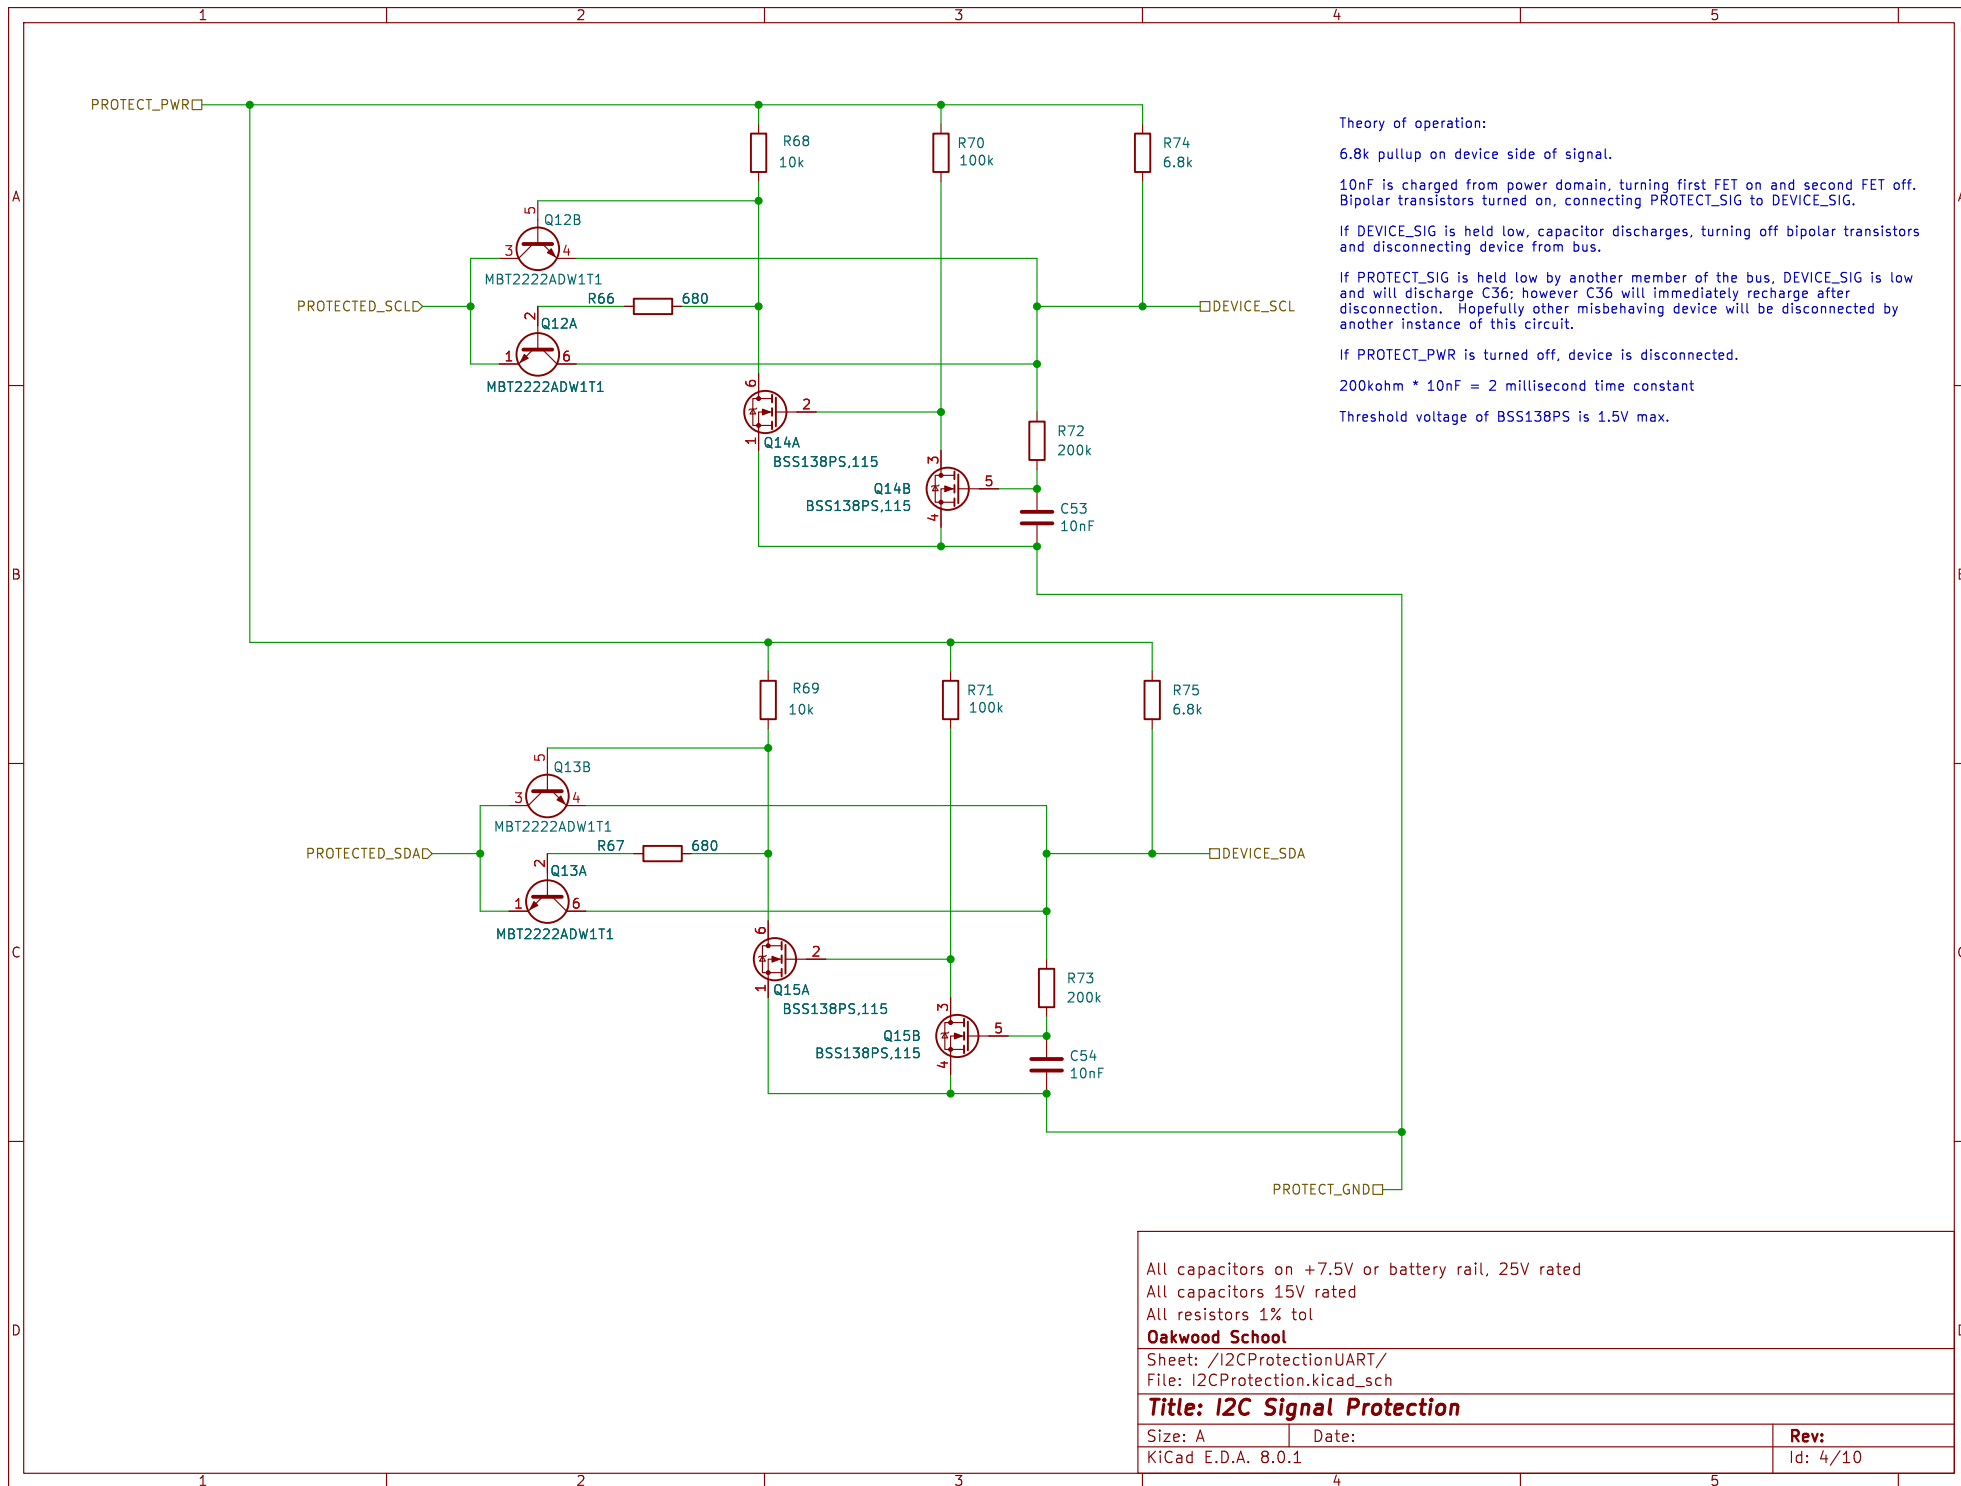 1 2 3 4 5
PROTECT_PWR
R68
10k
R70
100k
R74
6.8k
Theory of operation:
6.8k pullup on device side of signal.
10nF is charged from power domain, turning first FET on and second FET off.
Bipolar transistors turned on, connecting PROTECT_SIG to DEVICE_SIG.
If DEVICE_SIG is held low, capacitor discharges, turning off bipolar transistors
and disconnecting device from bus.
If PROTECT_SIG is held low by another member of the bus, DEVICE_SIG is low
and will discharge C36; however C36 will immediately recharge after
disconnection. Hopefully other misbehaving device will be disconnected by
another instance of this circuit.
If PROTECT_PWR is turned off, device is disconnected.
200kohm * 10nF = 2 millisecond time constant
Threshold voltage of BSS138PS is 1.5V max.
A
5
Q12B
3
4
MBT2222ADW1T1
PROTECTED_SCL
R66
680
2
Q12A
1
6
MBT2222ADW1T1
DEVICE_SCL
6
2
1
Q14A
BSS138PS,115
R72
200k
3
Q14B
5
BSS138PS,115
4
C53
10nF
B
R69
10k
R71
100k
R75
6.8k
5
Q13B
3
4
MBT2222ADW1T1
PROTECTED_SDA
R67
680
2
Q13A
1
6
MBT2222ADW1T1
DEVICE_SDA
C
6
2
1
Q15A
BSS138PS,115
R73
200k
3
Q15B
5
BSS138PS,115
4
C54
10nF
PROTECT_GND
D
All capacitors on +7.5V or battery rail, 25V rated
All capacitors 15V rated
All resistors 1% tol
Oakwood School
Sheet: /I2CProtectionUART/
File: I2CProtection.kicad_sch
Title: I2C Signal Protection
Size: A
Date:
Rev:
KiCad E.D.A. 8.0.1
Id: 4/10
1 2 3 4 5